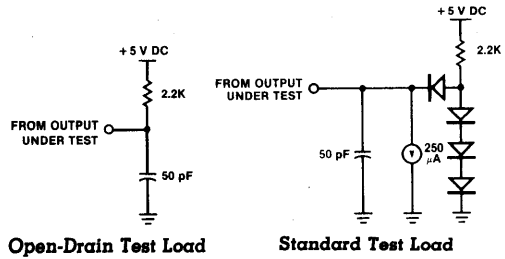 + 5 V DC
2.2K
FROM OUTPUT
UNDER TEST
50 pF
Open-Drain Test Load
+ 5 V DC
2.2K
FROM OUTPUT
UNDER TEST
50 pF
250
µA
Standard Test Load